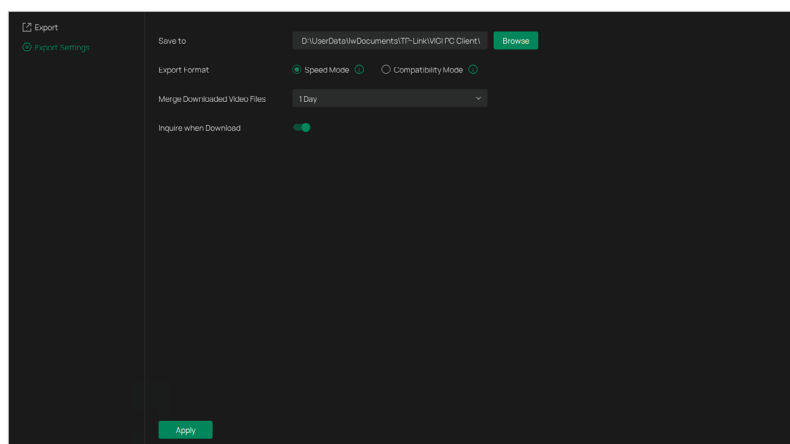 Export
Export Settings
Save to D:\UserData\lwDocuments\TP-Link\VIGI PC Client\ Browse
Export Format Speed Mode Compatibility Mode
Merge Downloaded Video Files 1 Day
Inquire when Download
Apply